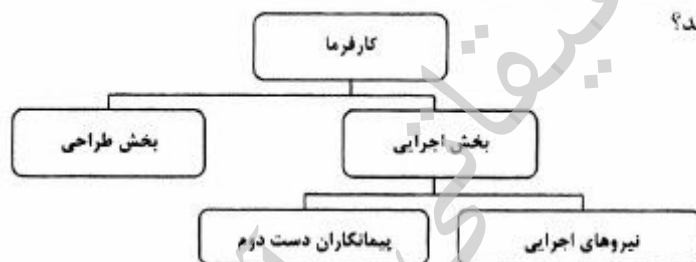 د؟
کارفرما
بخش اجرایی
بخش طراحی
نیروهای اجرایی
پیمانکاران دست دوم